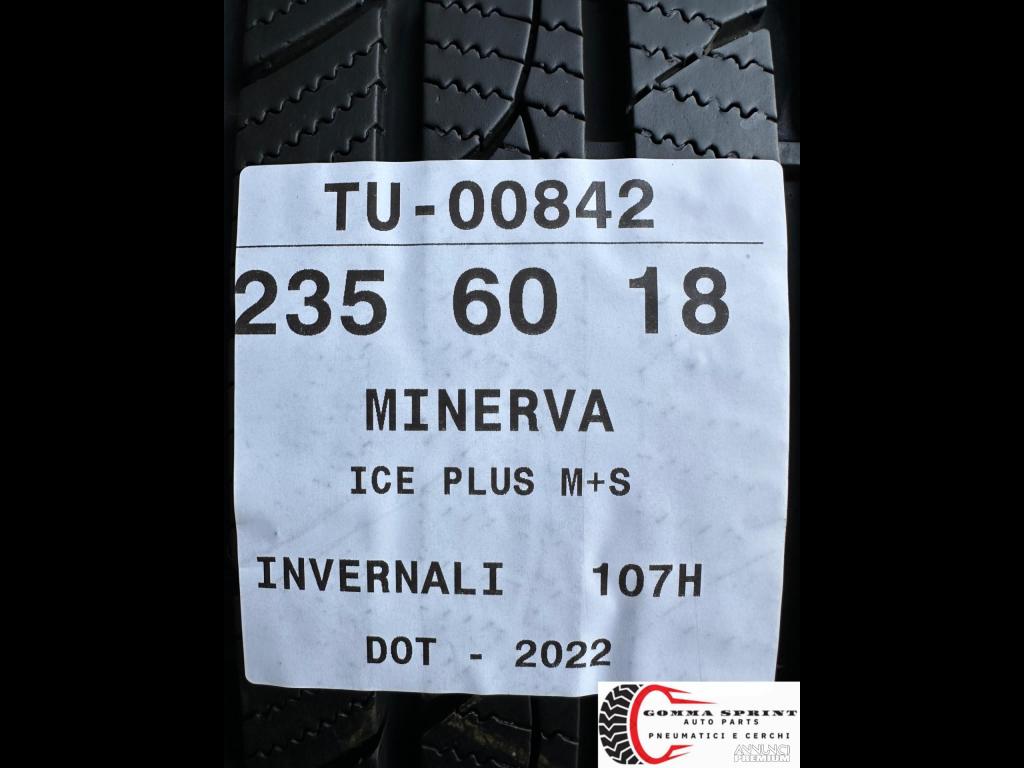 TU-00842
235 60 18
MINERVA
ICE PLUS M+S
INVERNALI 107H
DOT - 2022
GOMMA SPRINT
AUTO PARTS
PNEUMATICI E CERCHI
ANNUNCI
PREMIUM